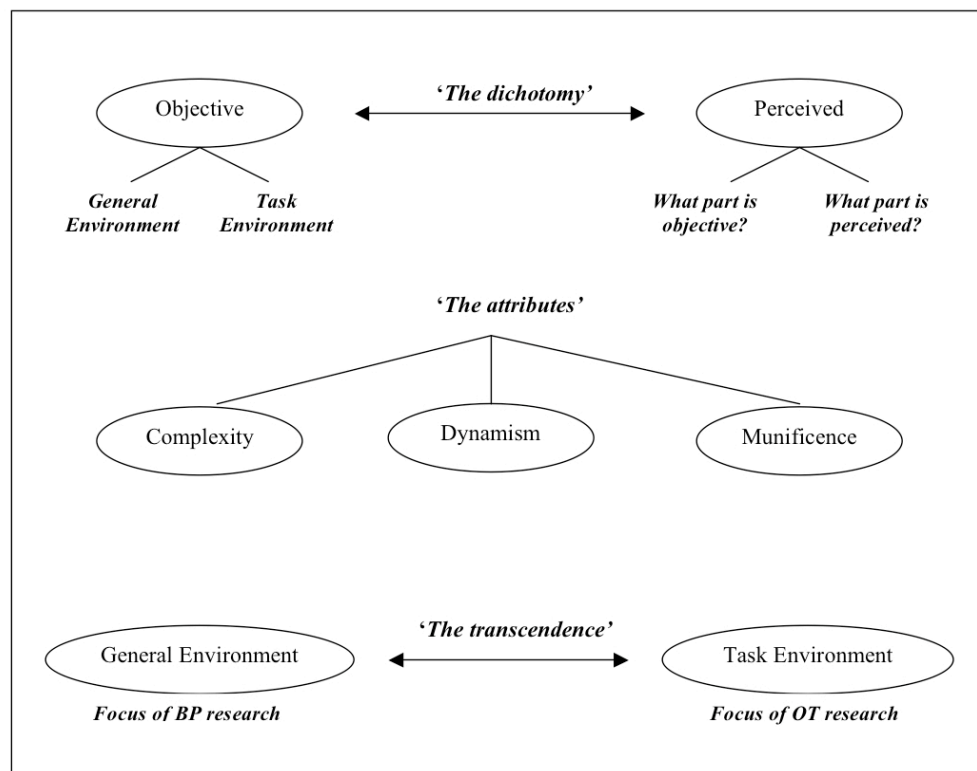 ‘The dichotomy’
Objective
Perceived
General
Environment
Task
Environment
What part is
objective?
What part is
perceived?
‘The attributes’
Complexity
Dynamism
Munificence
‘The transcendence’
General Environment
Task Environment
Focus of BP research
Focus of OT research